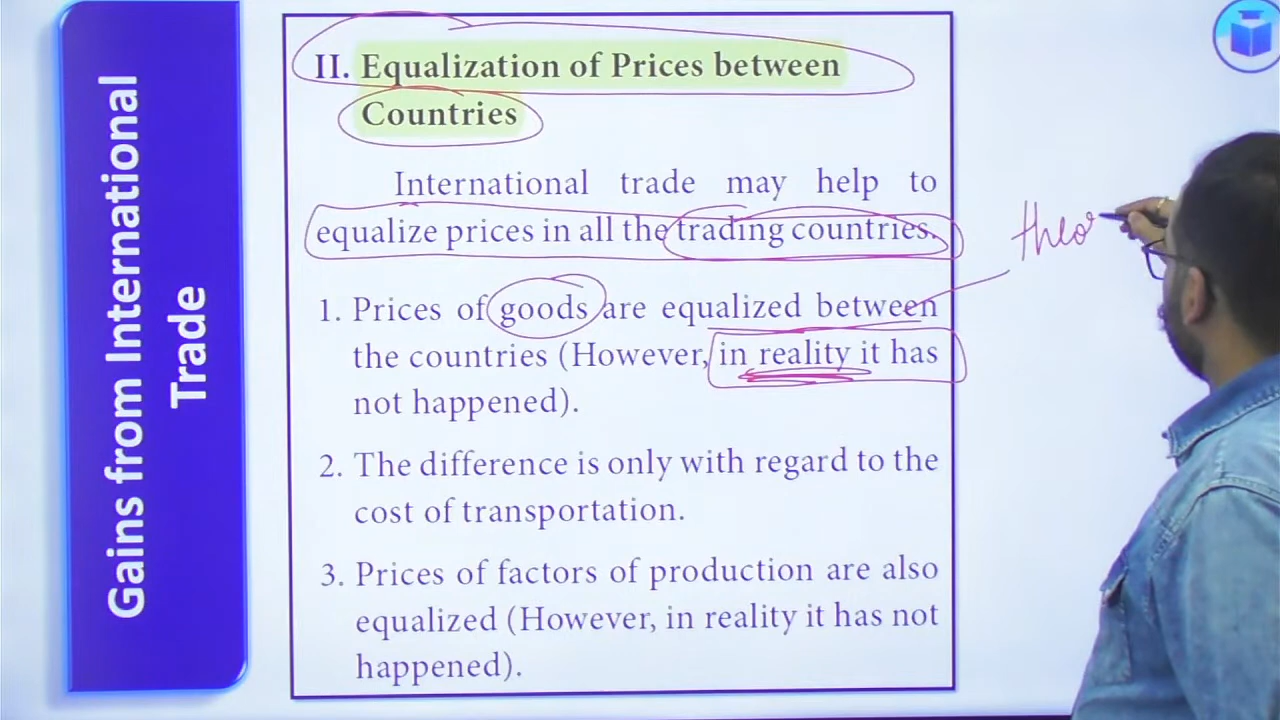 Gains from International
Trade
II. Equalization of Prices between
Countries
International trade may help to
equalize prices in all the trading countries.
1. Prices of goods are equalized between
the countries (However, in reality it has
not happened).
2. The difference is only with regard to the
cost of transportation.
3. Prices of factors of production are also
equalized (However, in reality it has not
happened).
theor